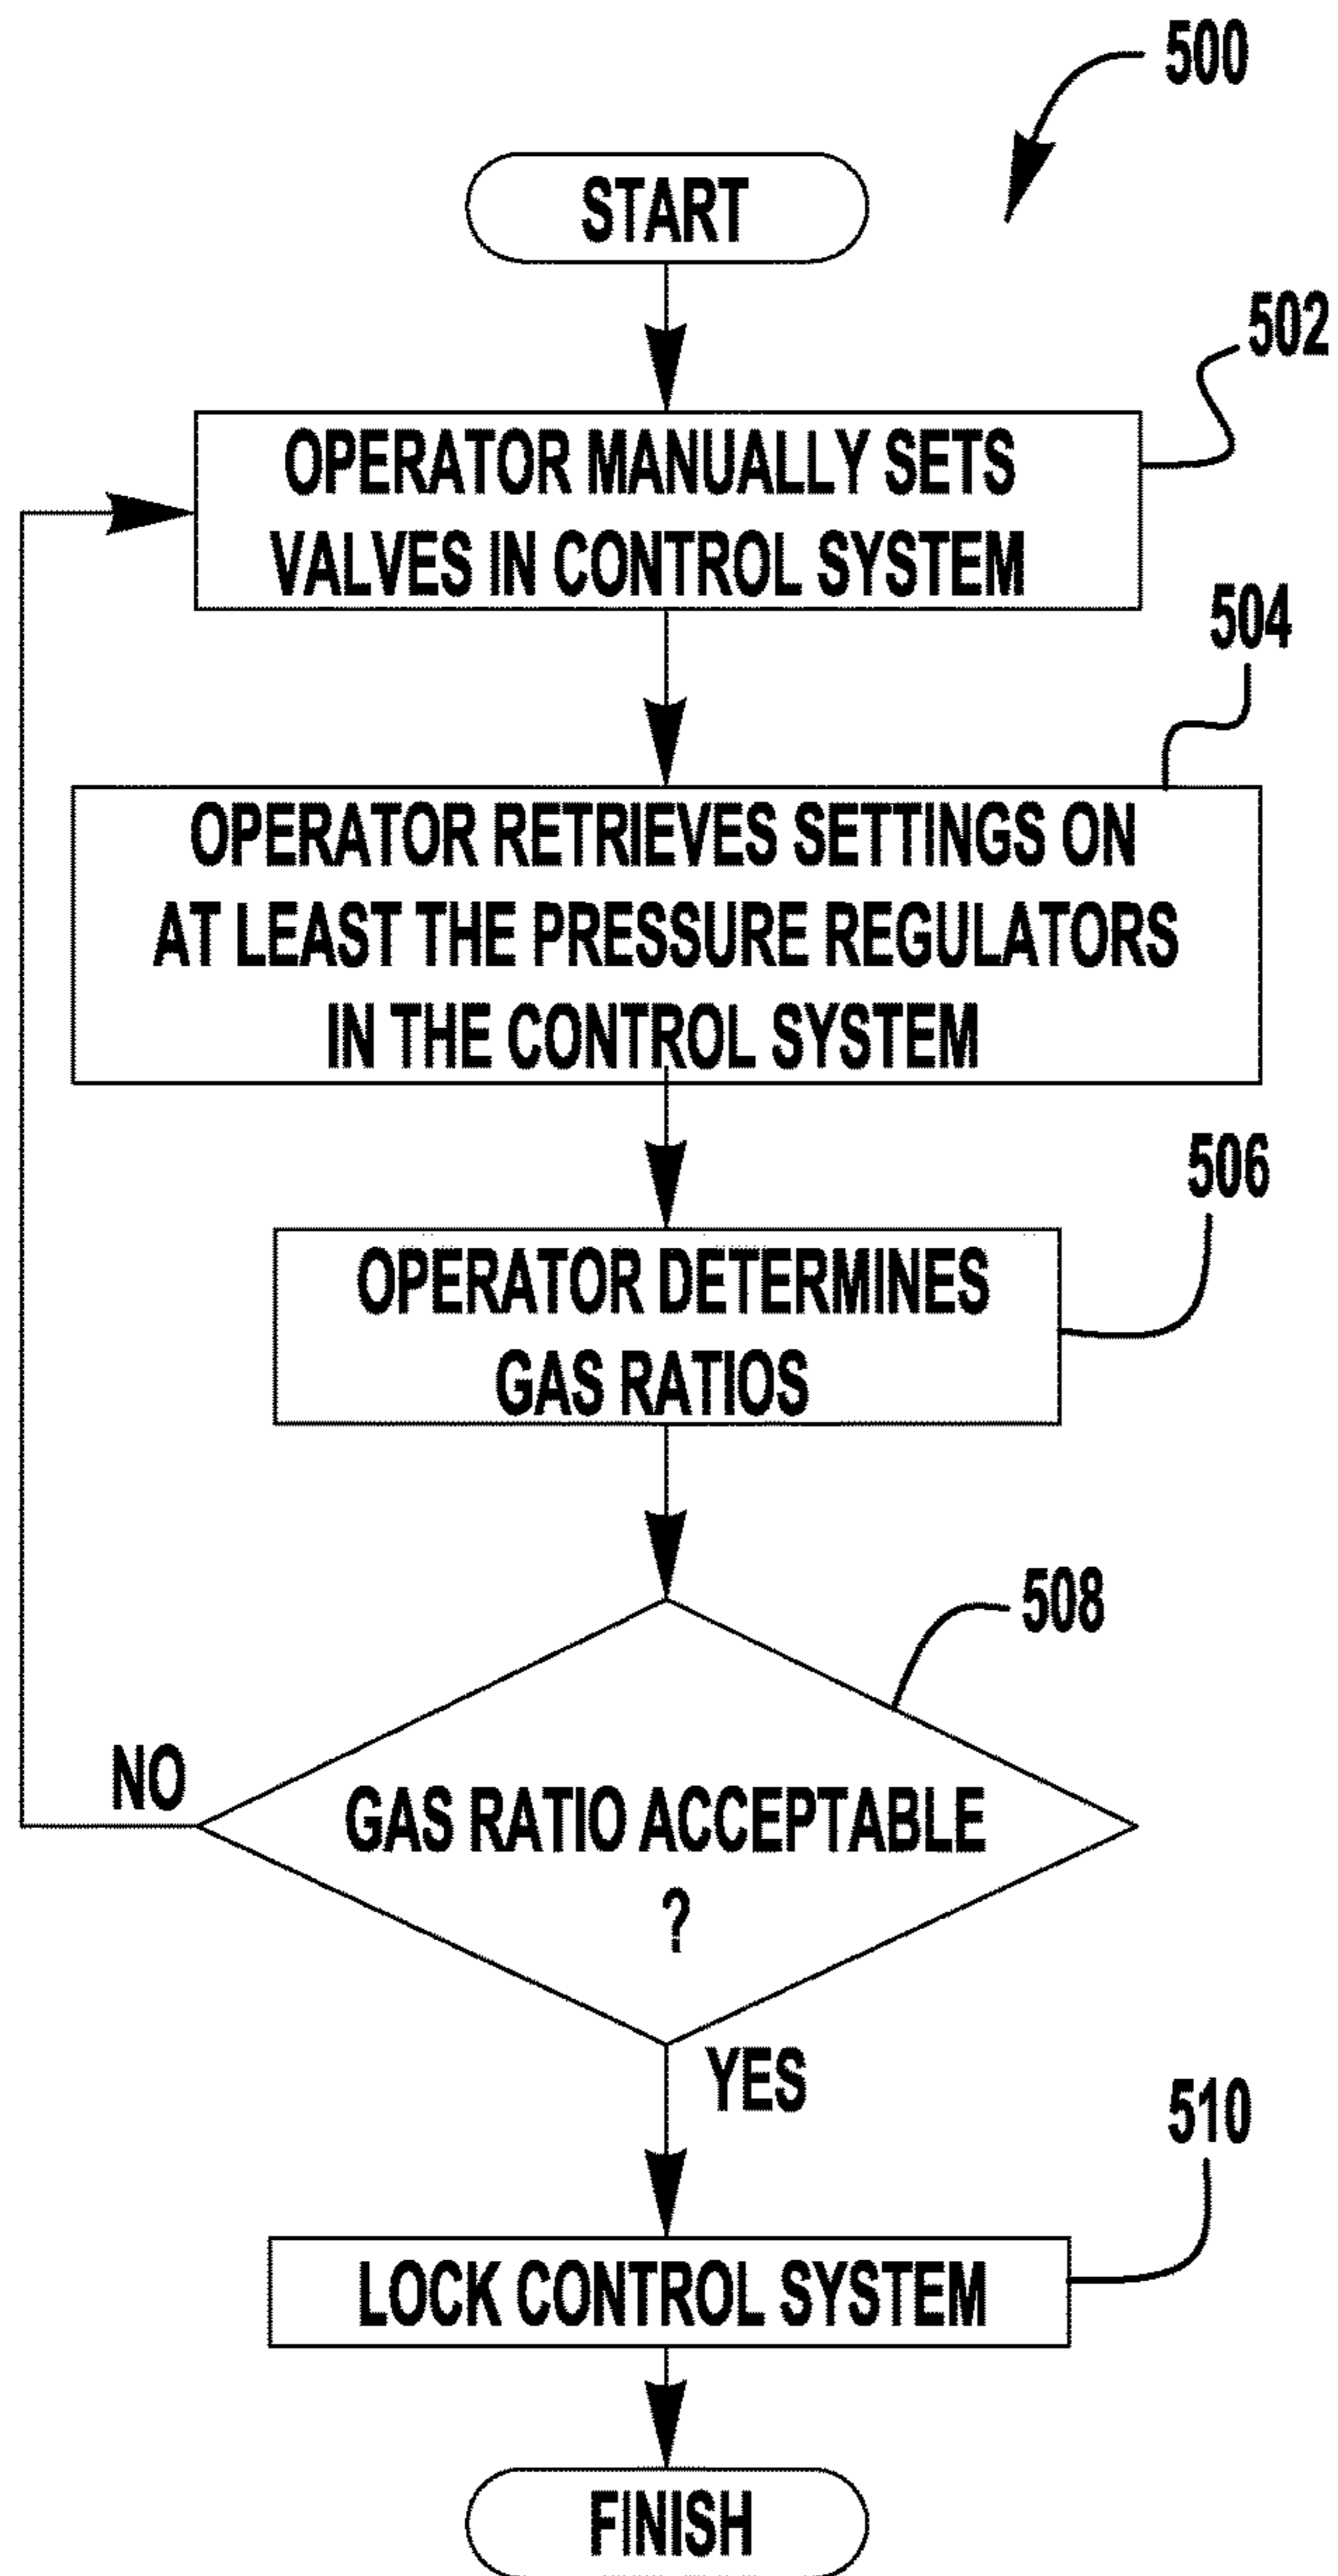 500
START
502
OPERATOR MANUALLY SETS
VALVES IN CONTROL SYSTEM
504
OPERATOR RETRIEVES SETTINGS ON
AT LEAST THE PRESSURE REGULATORS
IN THE CONTROL SYSTEM
506
OPERATOR DETERMINES
GAS RATIOS
508
NO
GAS RATIO ACCEPTABLE
?
YES
510
LOCK CONTROL SYSTEM
FINISH